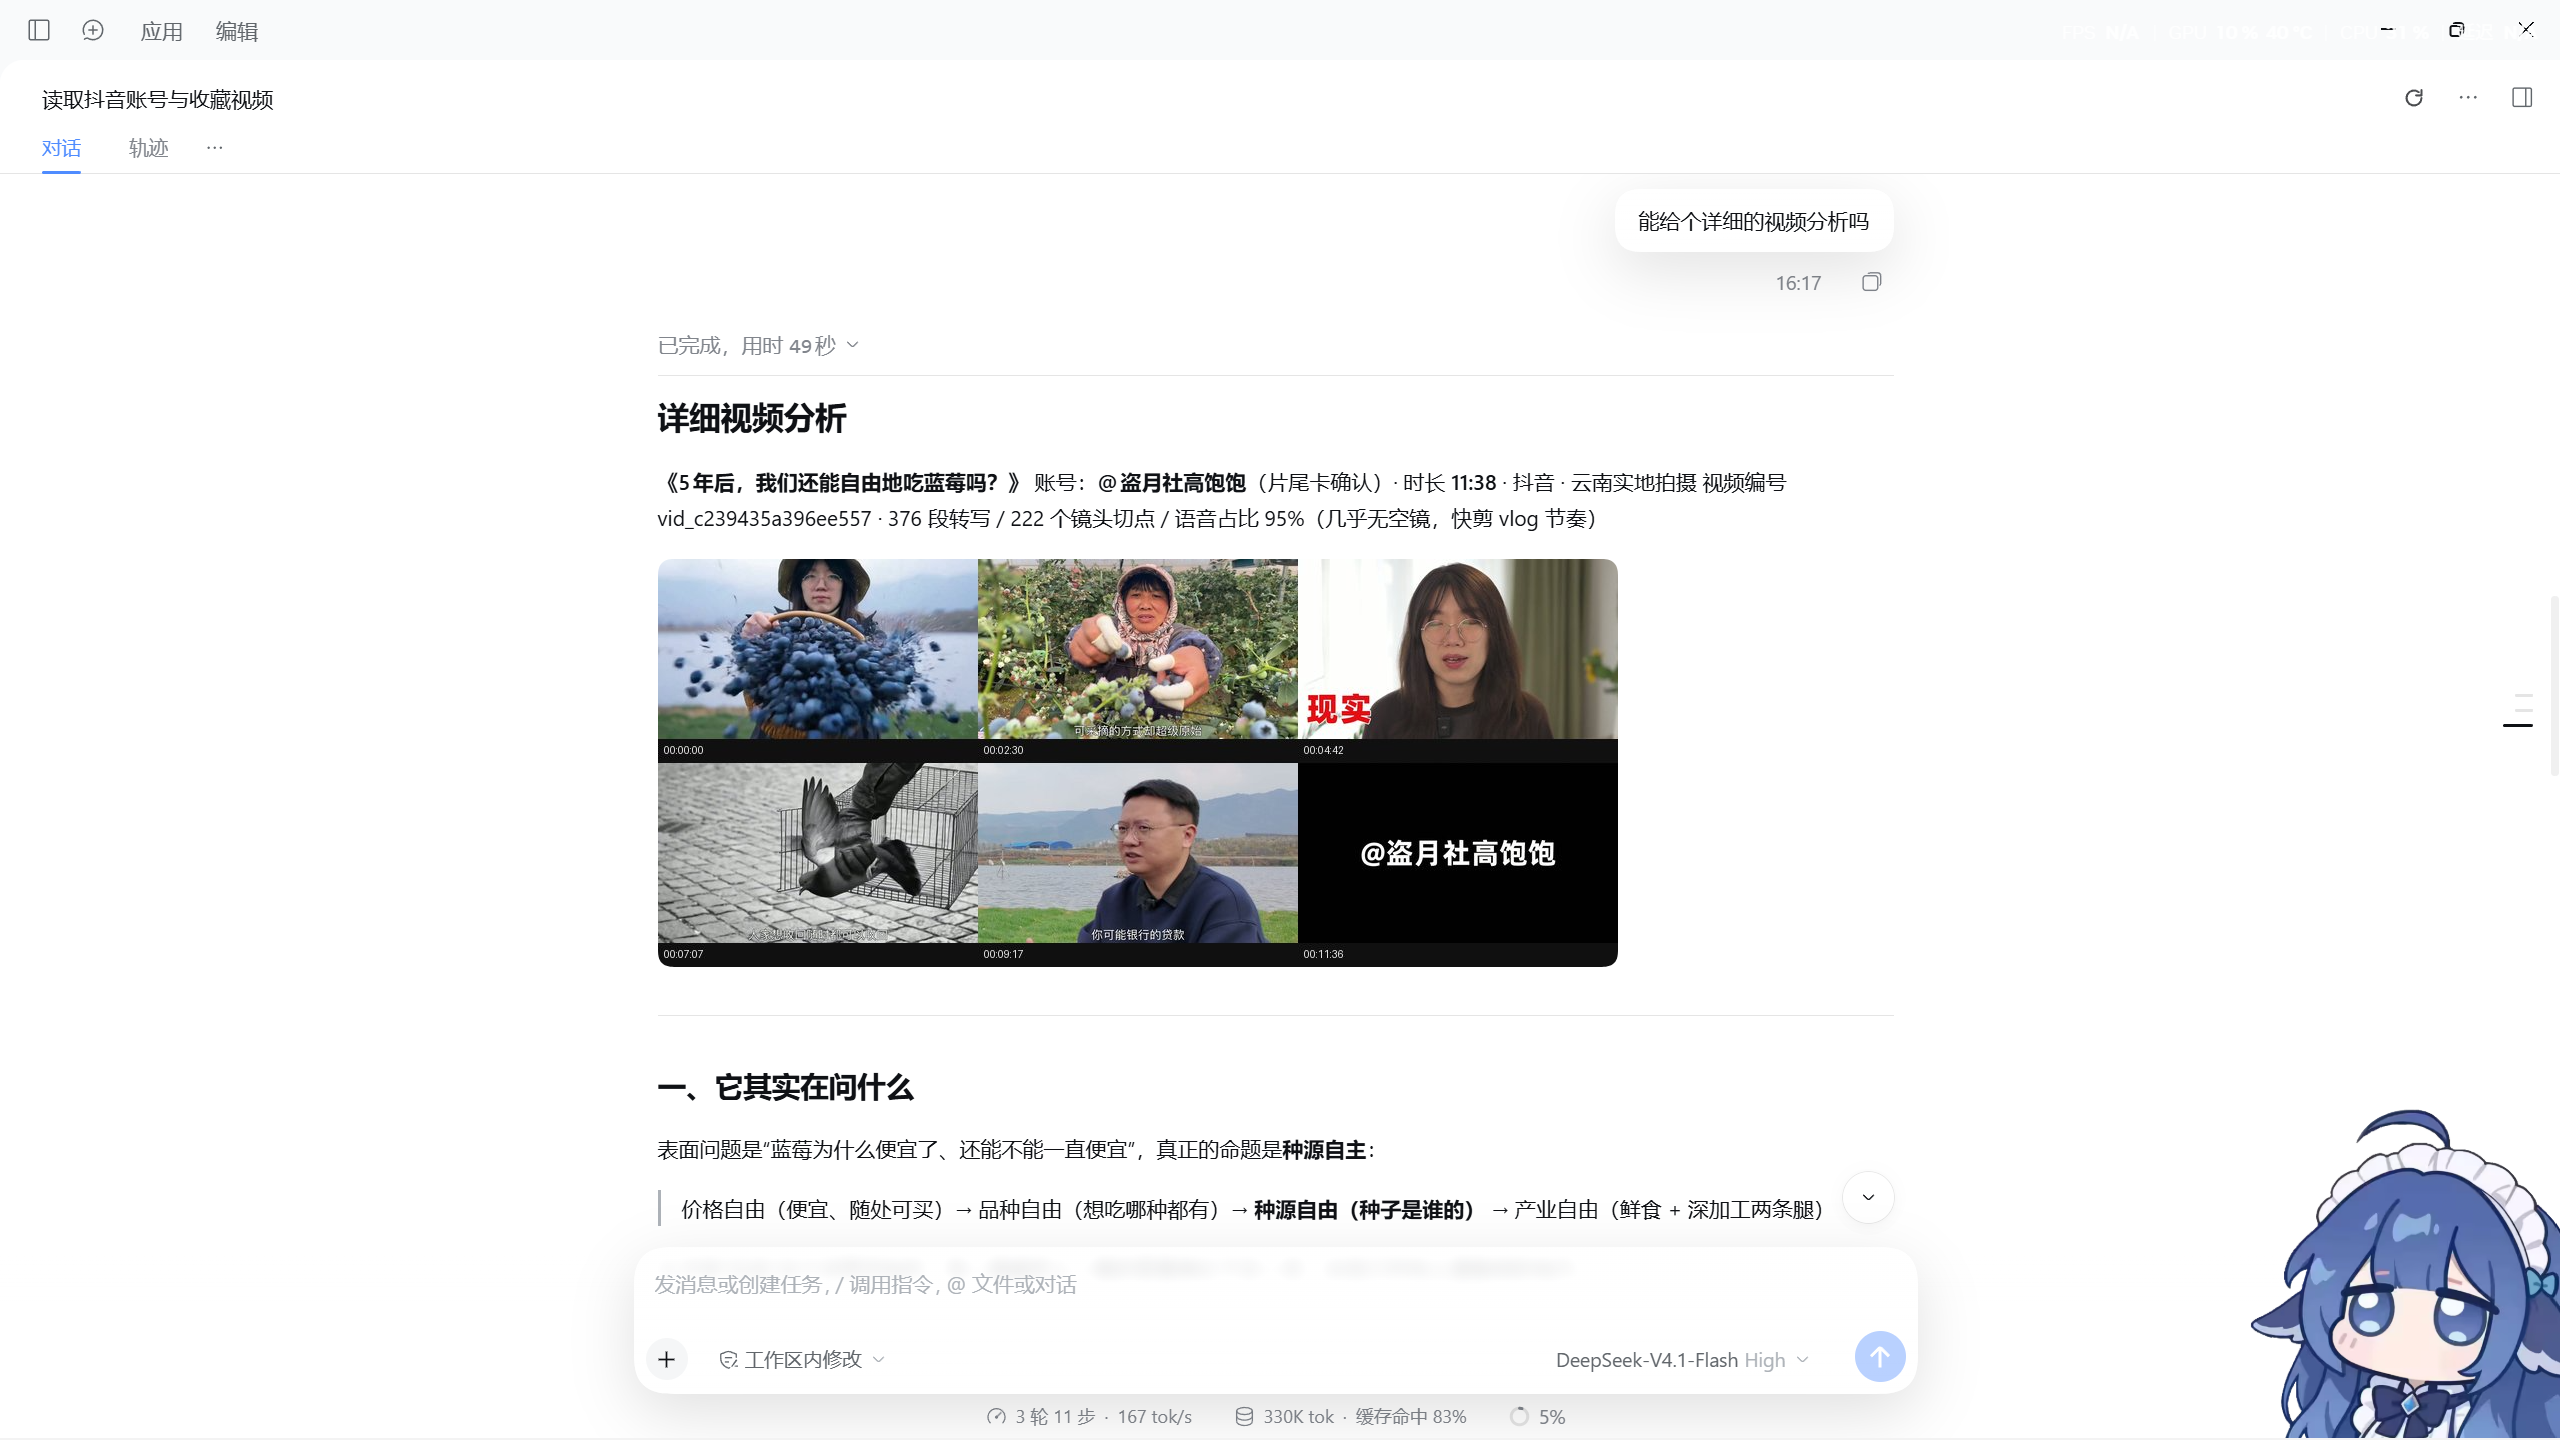 应用 编辑
读取抖音账号与收藏视频
对话 轨迹 ···
能给个详细的视频分析吗
16:17
已完成，用时 49秒
详细视频分析
《5年后，我们还能自由地吃蓝莓吗？》 账号：@盗月社高饱饱（片尾卡确认）· 时长 11:38 · 抖音 · 云南实地拍摄 视频编号
vid_c239435a396ee557 · 376 段转写 / 222 个镜头切点 / 语音占比 95%（几乎无空镜，快剪 vlog 节奏）
可采摘的方式却超级原始
现实
00:00:00 00:02:30 00:04:42
你可能银行的贷款
@盗月社高饱饱
00:07:07 00:09:17 00:11:36
一、它其实在问什么
表面问题是“蓝莓为什么便宜了、还能不能一直便宜”，真正的命题是种源自主：
价格自由（便宜、随处可买）→ 品种自由（想吃哪种都有）→ 种源自由（种子是谁的） → 产业自由（鲜食 + 深加工两条腿）
发消息或创建任务, / 调用指令, @ 文件或对话
工作区内修改
DeepSeek-V4.1-Flash High
3 轮 11 步 · 167 tok/s 330K tok · 缓存命中 83% 5%